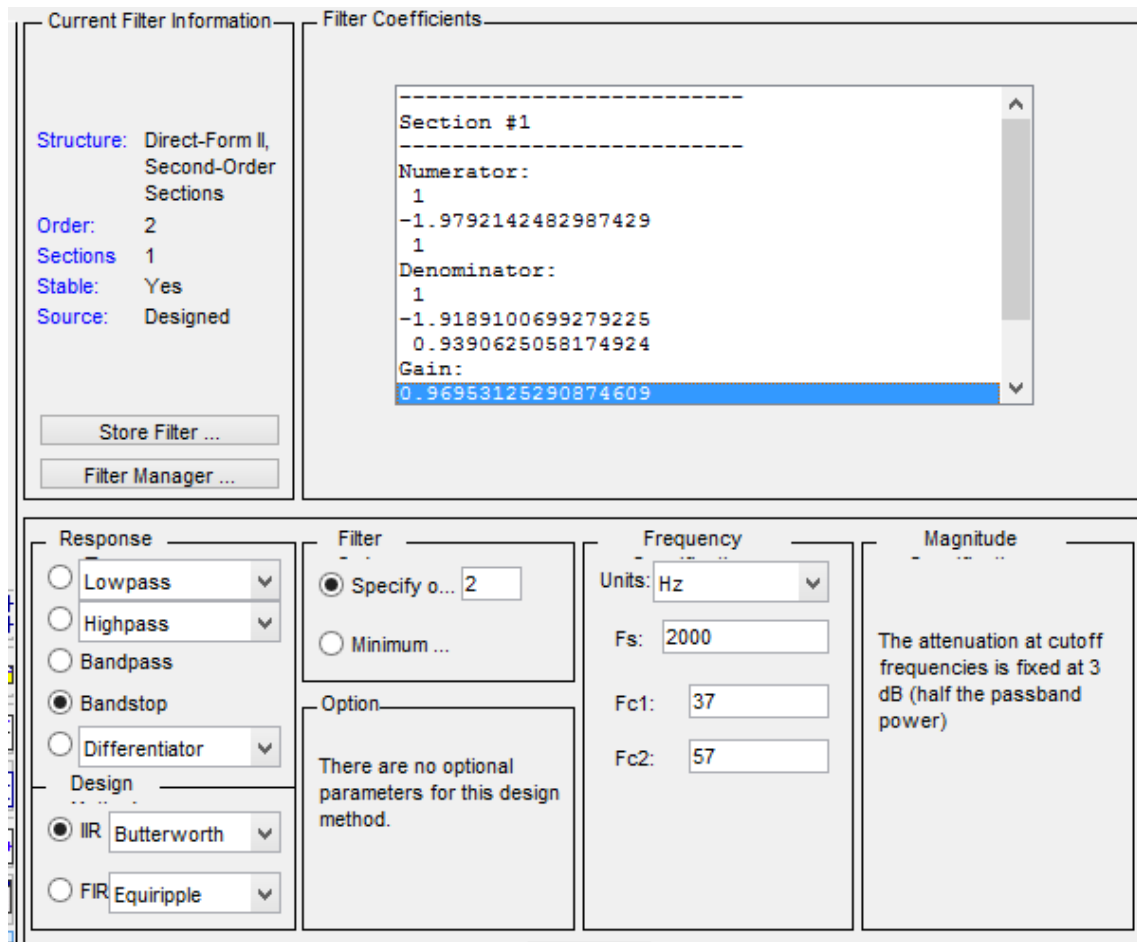 Current Filter Information
Structure: Direct-Form II,
Second-Order
Sections
Order: 2
Sections 1
Stable: Yes
Source: Designed
Store Filter ...
Filter Manager ...
Filter Coefficients
--------------------------
Section #1
--------------------------
Numerator:
1
-1.9792142482987429
1
Denominator:
1
-1.9189100699279225
0.9390625058174924
Gain:
0.96953125290874609
Response
Lowpass
Highpass
Bandpass
Bandstop
Differentiator
Design
IIR Butterworth
FIR Equiripple
Filter
Specify o... 2
Minimum ...
Option
There are no optional
parameters for this design
method.
Frequency
Units: Hz
Fs: 2000
Fc1: 37
Fc2: 57
Magnitude
The attenuation at cutoff
frequencies is fixed at 3
dB (half the passband
power)